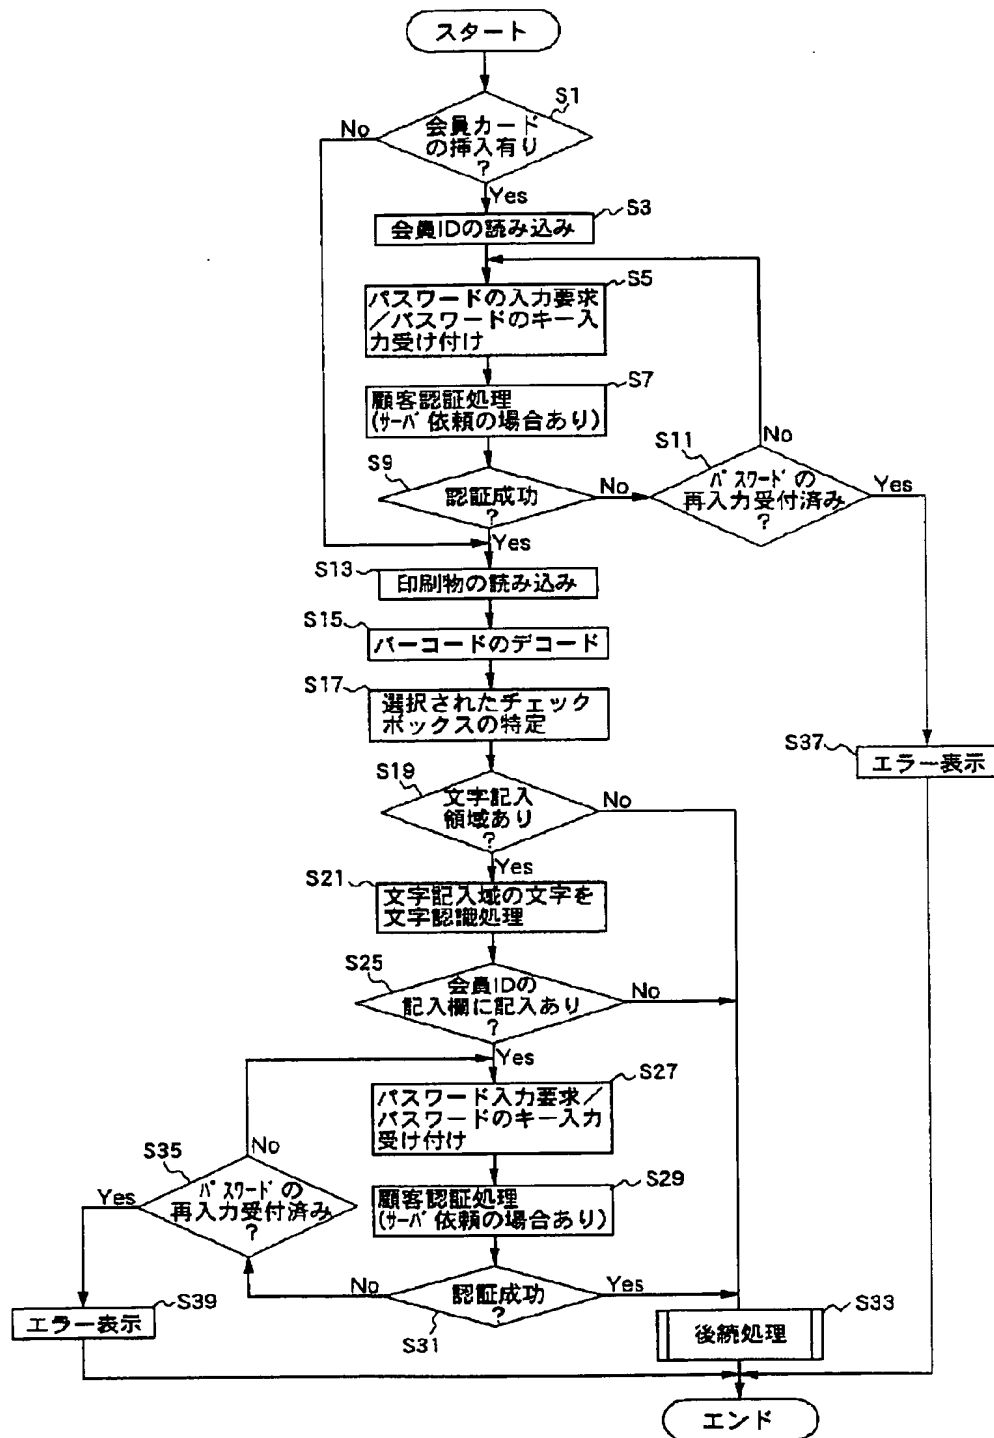 スタート
S1
会員カード
の挿入有り
?
No
Yes
S3
会員IDの読み込み
S5
パスワードの入力要求
/パスワードのキー入
力受け付け
S7
顧客認証処理
(サーバ依頼の場合あり)
S9
認証成功
?
No
Yes
S11
パスワードの
再入力受付済み
?
No
Yes
S13
印刷物の読み込み
S15
バーコードのデコード
S17
選択されたチェック
ボックスの特定
S37
エラー表示
S19
文字記入
領域あり
?
No
Yes
S21
文字記入域の文字を
文字認識処理
S25
会員IDの
記入欄に記入あり
?
No
Yes
S27
パスワード入力要求/
パスワードのキー入力
受け付け
S35
パスワードの
再入力受付済み
?
No
Yes
S29
顧客認証処理
(サーバ依頼の場合あり)
S31
認証成功
?
No
Yes
S39
エラー表示
S33
後続処理
エンド